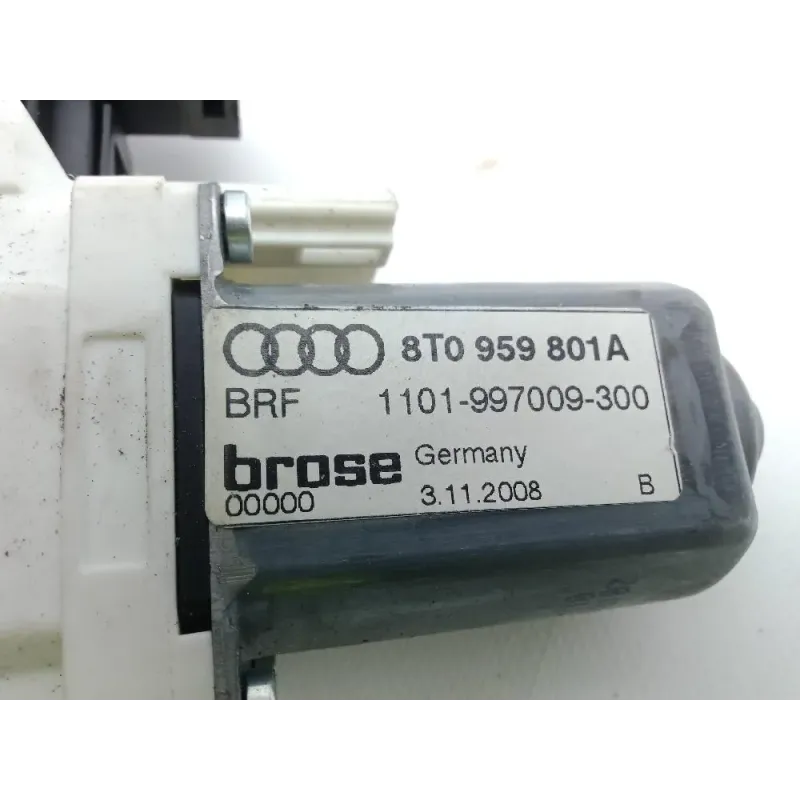 8T0 959 801A
BRF 1101-997009-300
brose Germany
00000 3.11.2008 B